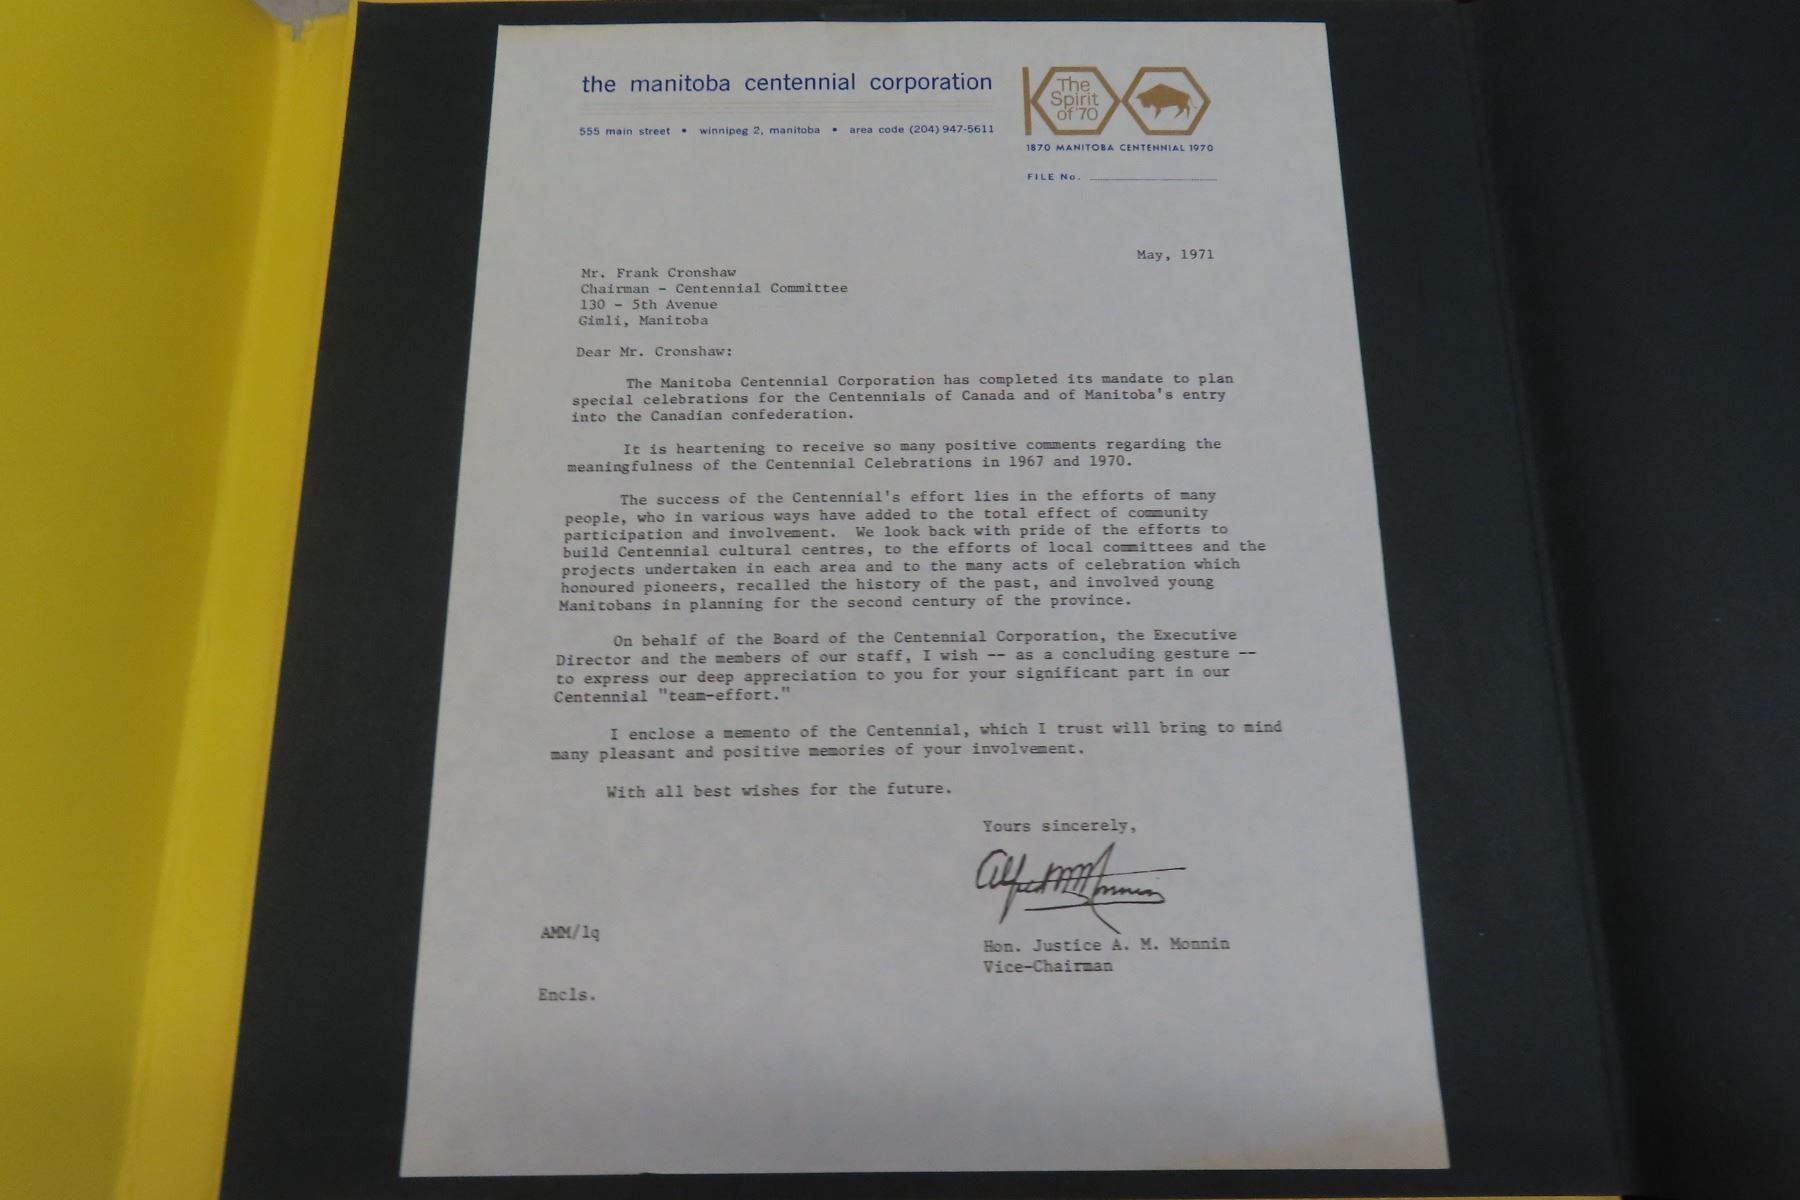 the manitoba centennial corporation
555 main street • winnipeg 2, manitoba • area code (204) 947-5611
The
Spirit
of '70
1870 MANITOBA CENTENNIAL 1970
FILE No.
May, 1971
Mr. Frank Cronshaw
Chairman - Centennial Committee
130 - 5th Avenue
Gimli, Manitoba
Dear Mr. Cronshaw:
The Manitoba Centennial Corporation has completed its mandate to plan
special celebrations for the Centennials of Canada and of Manitoba's entry
into the Canadian confederation.
It is heartening to receive so many positive comments regarding the
meaningfulness of the Centennial Celebrations in 1967 and 1970.
The success of the Centennial's effort lies in the efforts of many
people, who in various ways have added to the total effect of community
participation and involvement.  We look back with pride of the efforts to
build Centennial cultural centres, to the efforts of local committees and the
projects undertaken in each area and to the many acts of celebration which
honoured pioneers, recalled the history of the past, and involved young
Manitobans in planning for the second century of the province.
On behalf of the Board of the Centennial Corporation, the Executive
Director and the members of our staff, I wish -- as a concluding gesture --
to express our deep appreciation to you for your significant part in our
Centennial "team-effort."
I enclose a memento of the Centennial, which I trust will bring to mind
many pleasant and positive memories of your involvement.
With all best wishes for the future.
Yours sincerely,
Alfred M Monnin
AMM/lq
Hon. Justice A. M. Monnin
Vice-Chairman
Encls.